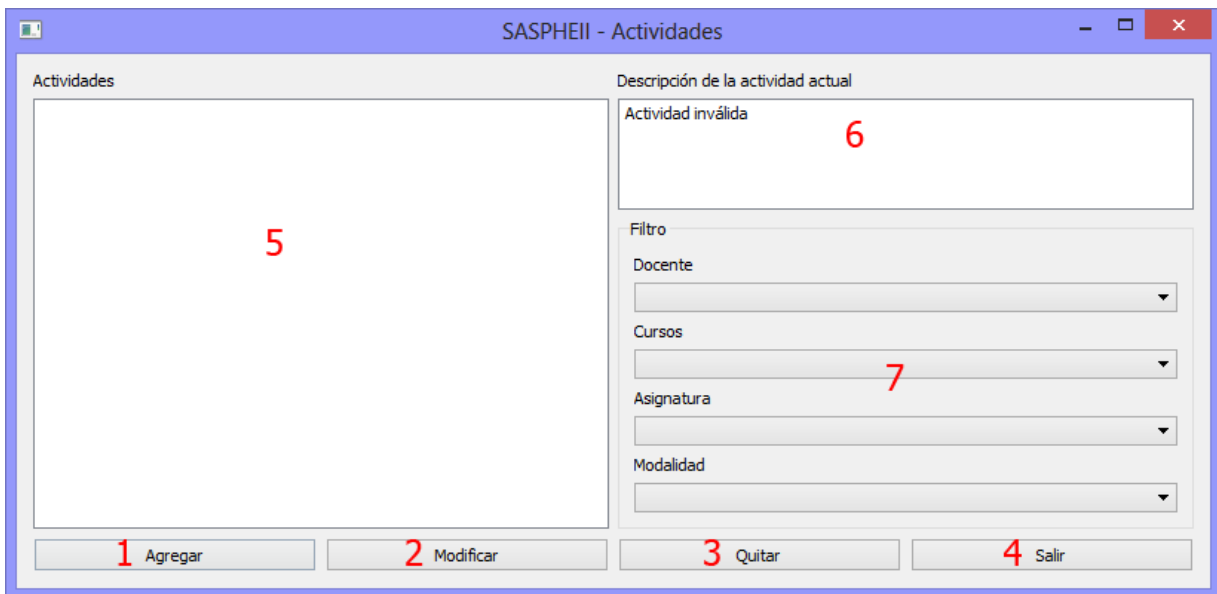 SASPHEII - Actividades
Actividades
Descripción de la actividad actual
Actividad inválida
6
5
Filtro
Docente
Cursos
7
Asignatura
Modalidad
1 Agregar
2 Modificar
3 Quitar
4 Salir